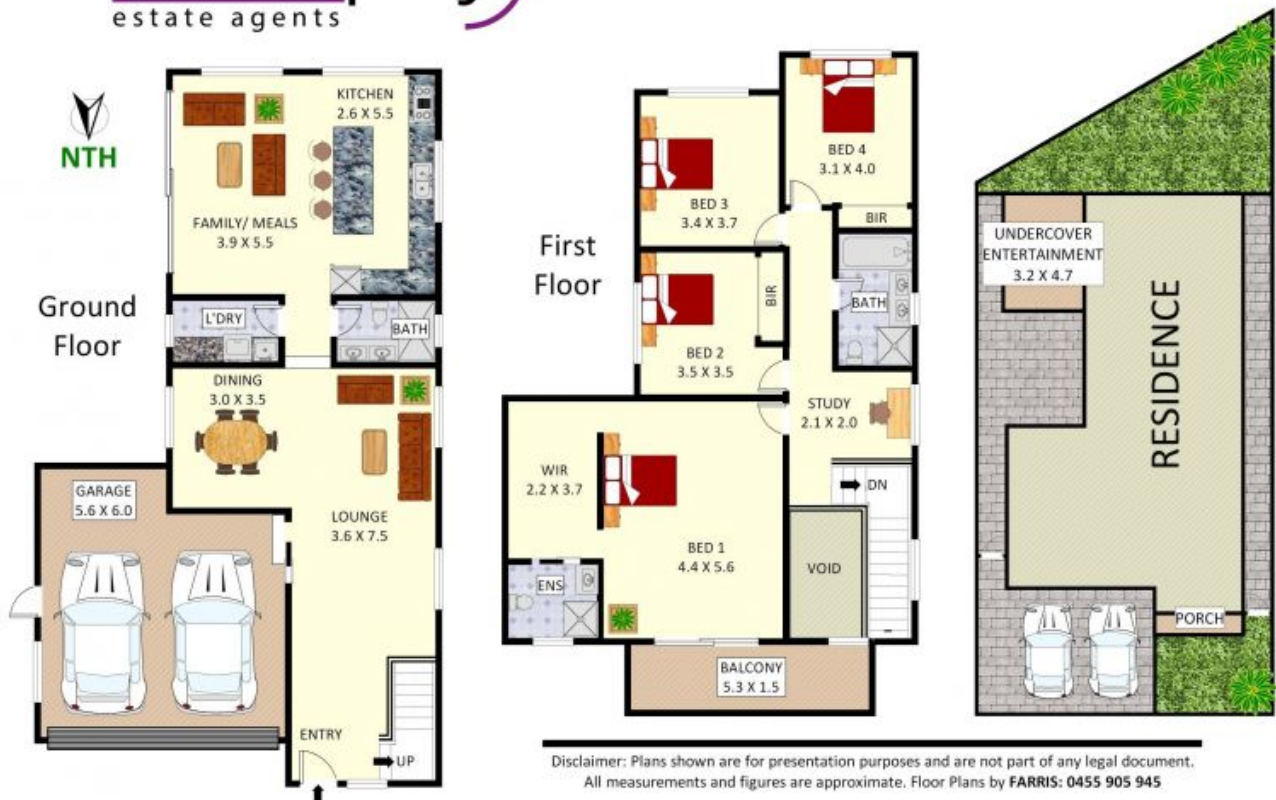 estate agents
NTH
KITCHEN
2.6 X 5.5
FAMILY/ MEALS
3.9 X 5.5
Ground
Floor
L'DRY
BATH
DINING
3.0 X 3.5
GARAGE
5.6 X 6.0
LOUNGE
3.6 X 7.5
ENTRY
UP
First
Floor
BED 4
3.1 X 4.0
BED 3
3.4 X 3.7
BIR
BIR
BATH
BED 2
3.5 X 3.5
STUDY
2.1 X 2.0
WIR
2.2 X 3.7
DN
BED 1
4.4 X 5.6
VOID
ENS
BALCONY
5.3 X 1.5
UNDERCOVER
ENTERTAINMENT
3.2 X 4.7
RESIDENCE
PORCH
Disclaimer: Plans shown are for presentation purposes and are not part of any legal document.
All measurements and figures are approximate. Floor Plans by FARRIS: 0455 905 945